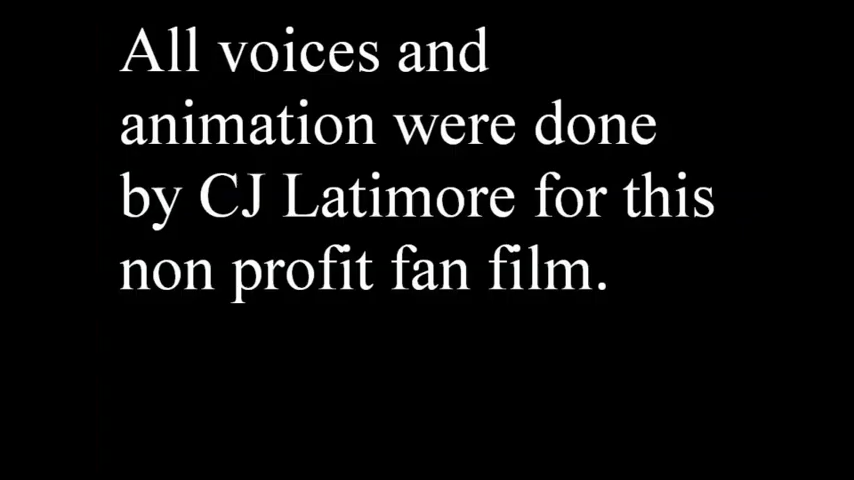 All voices and
animation were done
by CJ Latimore for this
non profit fan film.